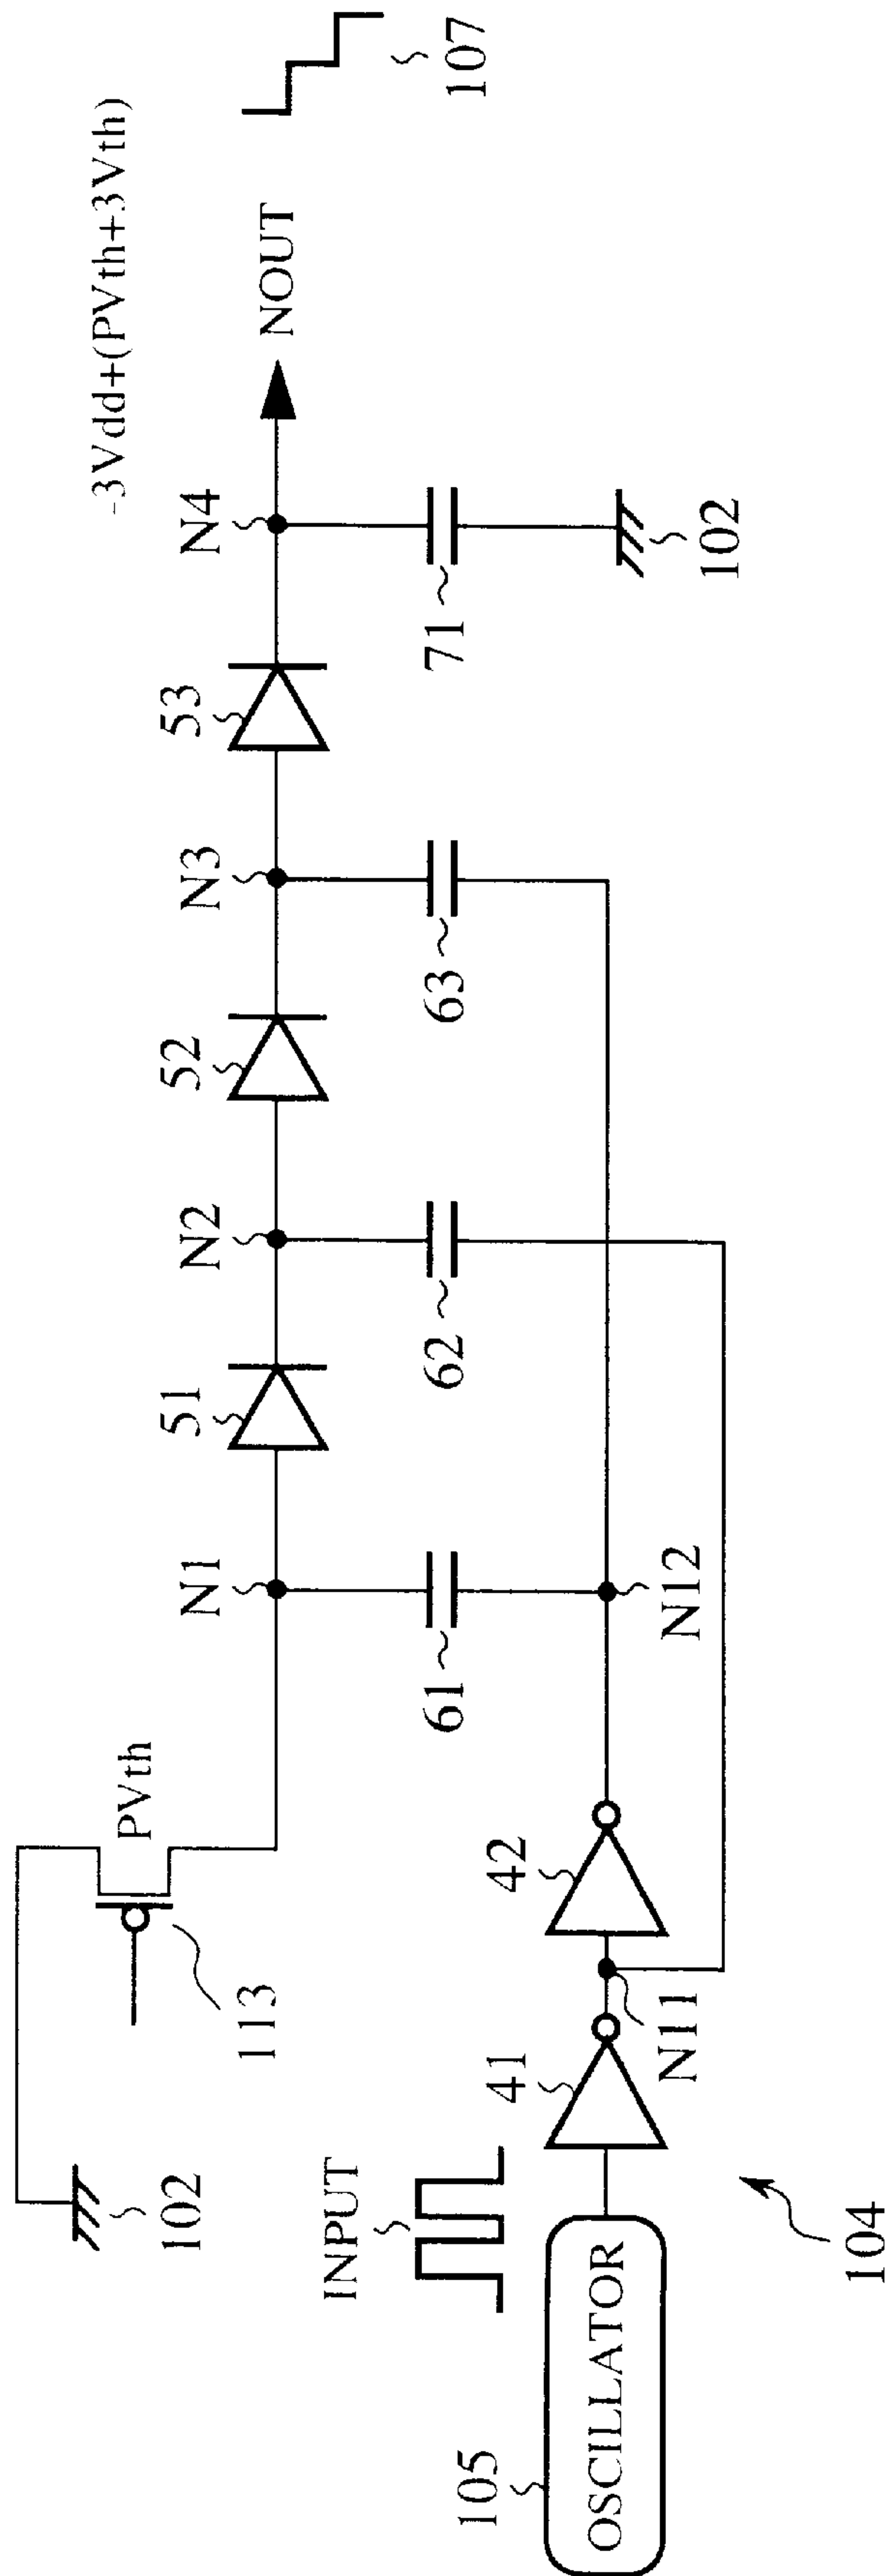 -3Vdd+(PVth+3Vth)
107
NOUT
N4
N3
N2
N1
53
52
51
PVth
113
102
71
63
62
61
102
N12
42
41
N11
INPUT
105
OSCILLATOR
104